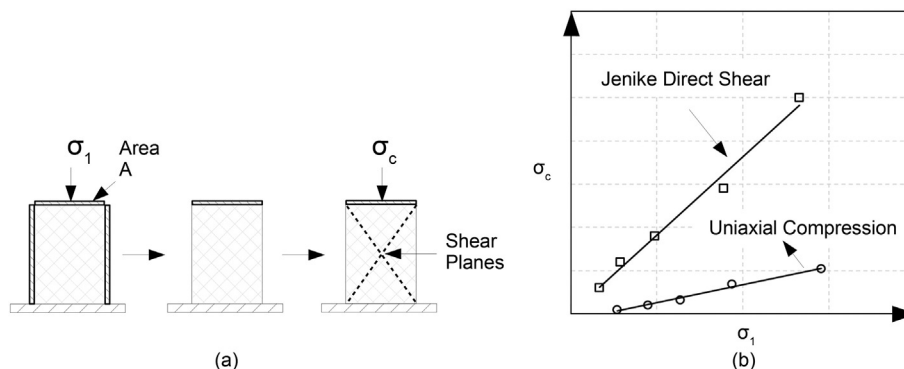 σ1
Area
A
σc
Shear
Planes
(a)
Jenike Direct Shear
Uniaxial Compression
σc
σ1
(b)